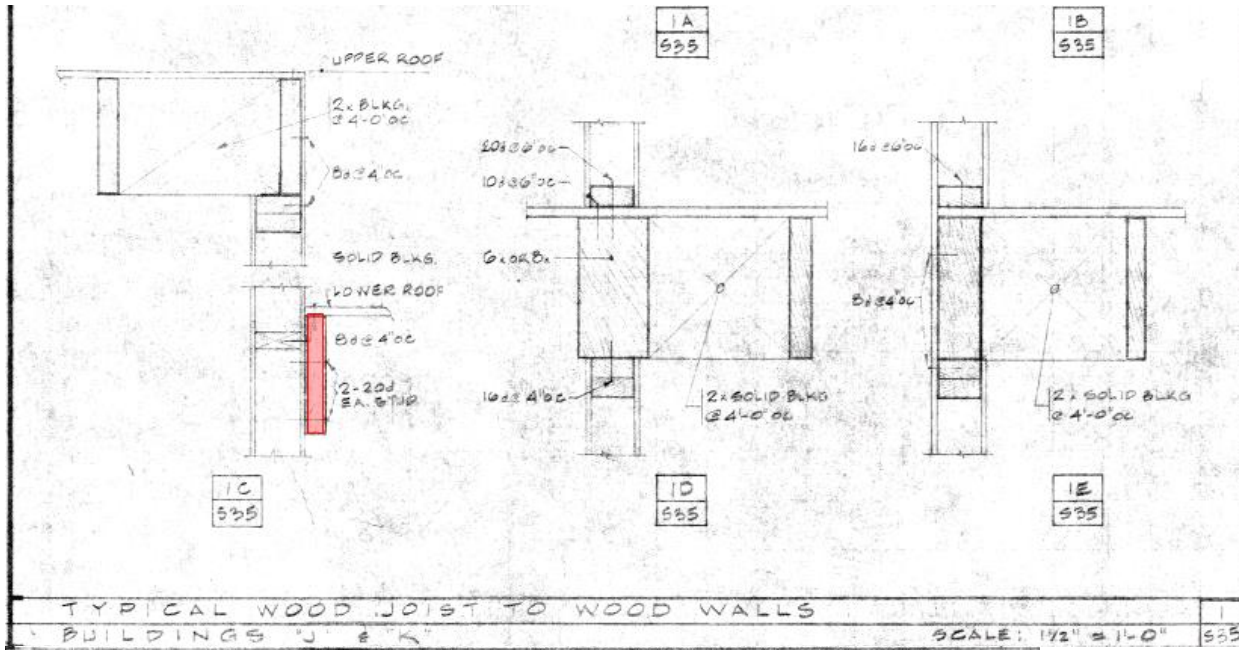 1A
S35
1B
S35
UPPER ROOF
2x BLKG.
@ 4'-0" OC
8d @ 4" OC
SOLID BLKG.
LOWER ROOF
8d @ 4" OC
2-20d
EA. STUD
1C
S35
20d @ 6" OC
10d @ 6" OC
6x OR 8x
16d @ 4" OC
2x SOLID BLKG
@ 4'-0" OC
1D
S35
16d @ 6" OC
8d @ 4" OC
2x SOLID BLKG
@ 4'-0" OC
1E
S35
TYPICAL WOOD JOIST TO WOOD WALLS
BUILDINGS "J" & "K"
SCALE: 1 1/2" = 1'-0"
1
S35